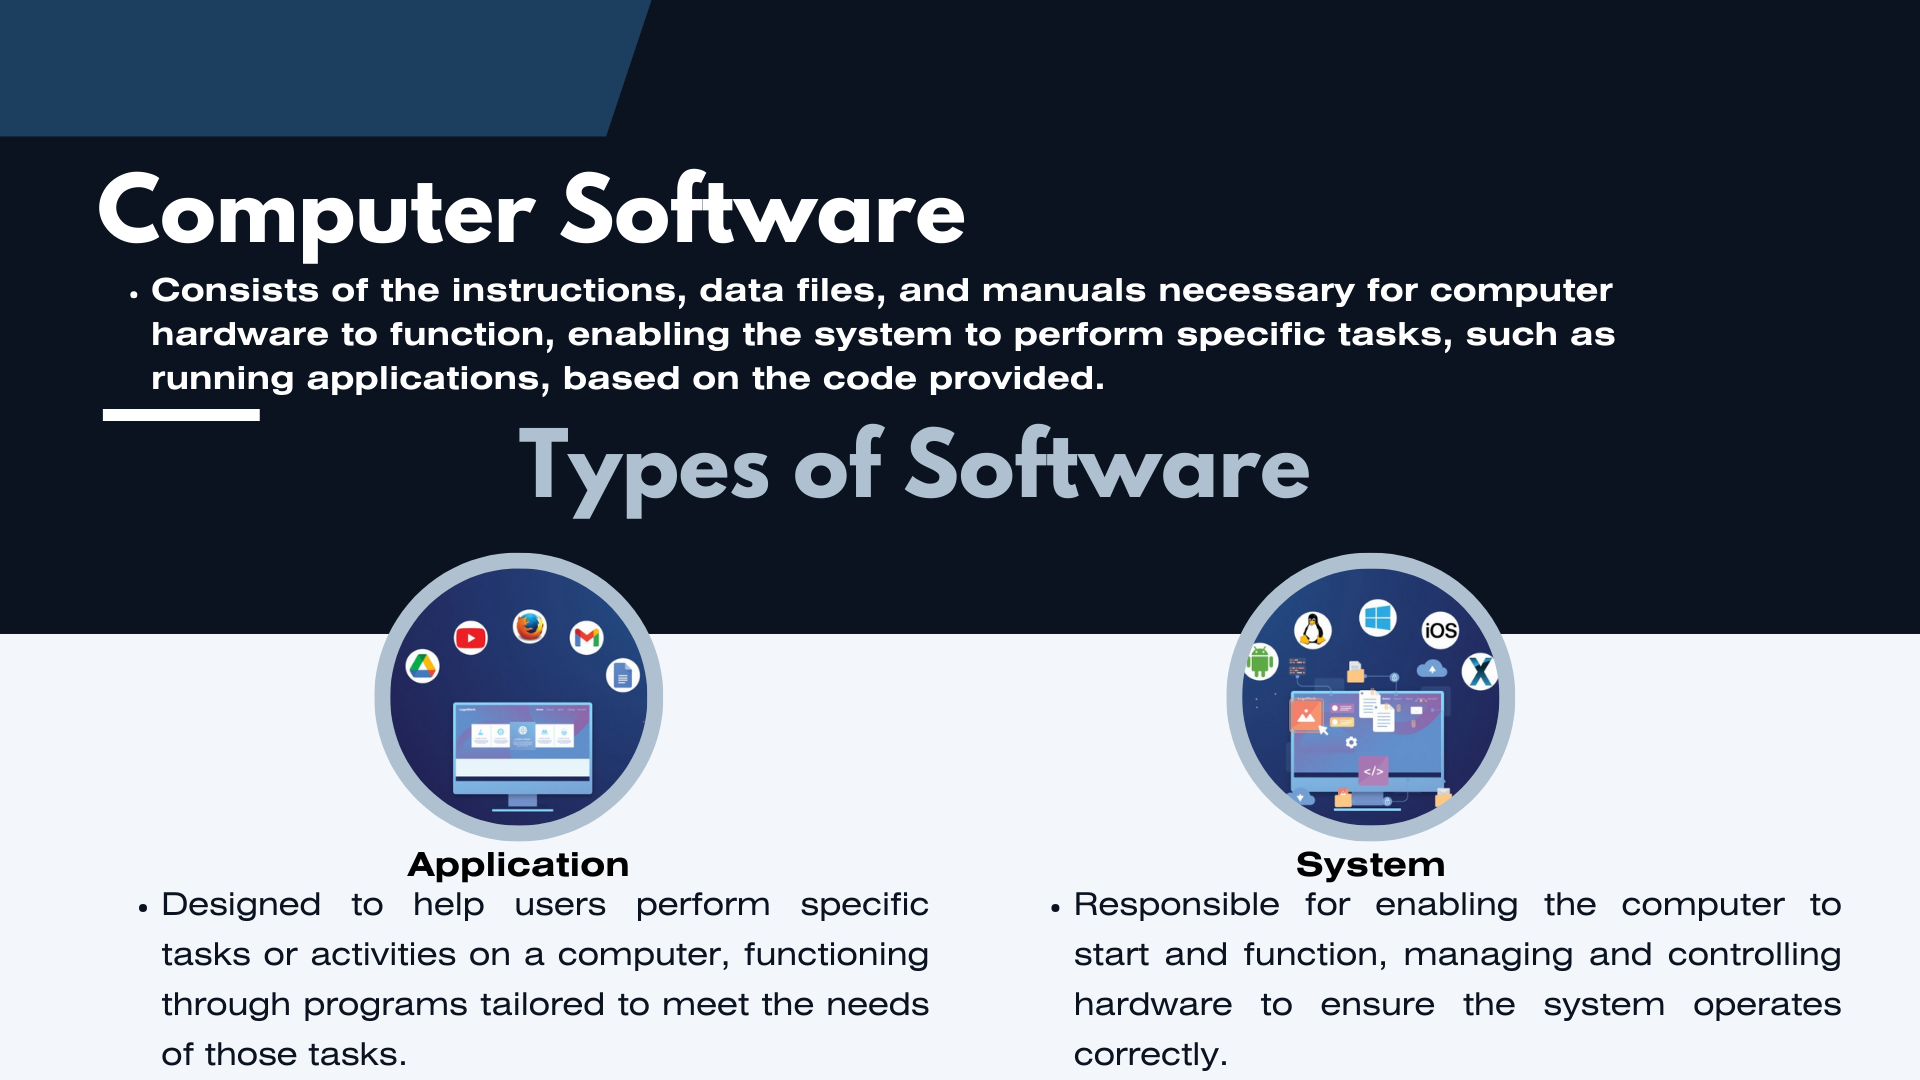 Computer Software
• Consists of the instructions, data files, and manuals necessary for computer
hardware to function, enabling the system to perform specific tasks, such as
running applications, based on the code provided.
Types of Software
iOS
X
</>
Application
• Designed to help users perform specific
tasks or activities on a computer, functioning
through programs tailored to meet the needs
of those tasks.
System
• Responsible for enabling the computer to
start and function, managing and controlling
hardware to ensure the system operates
correctly.